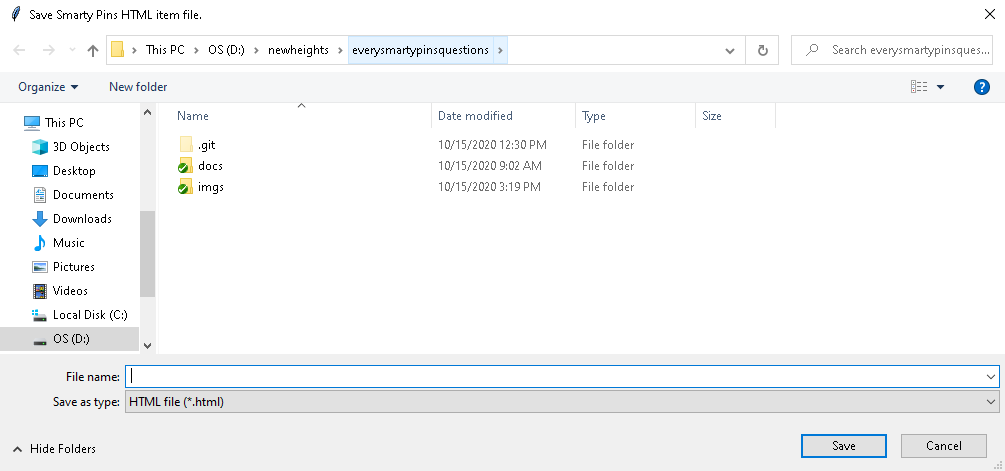 Save Smarty Pins HTML item file.
This PC > OS (D:) > newheights > everysmartypinsquestions >
Search everysmartypinsques...
Organize
New folder
?
Name Date modified Type Size
This PC
3D Objects
Desktop
Documents
Downloads
Music
Pictures
Videos
Local Disk (C:)
OS (D:)
.git 10/15/2020 12:30 PM File folder
docs 10/15/2020 9:02 AM File folder
imgs 10/15/2020 3:19 PM File folder
File name:
Save as type: HTML file (*.html)
Hide Folders
Save
Cancel